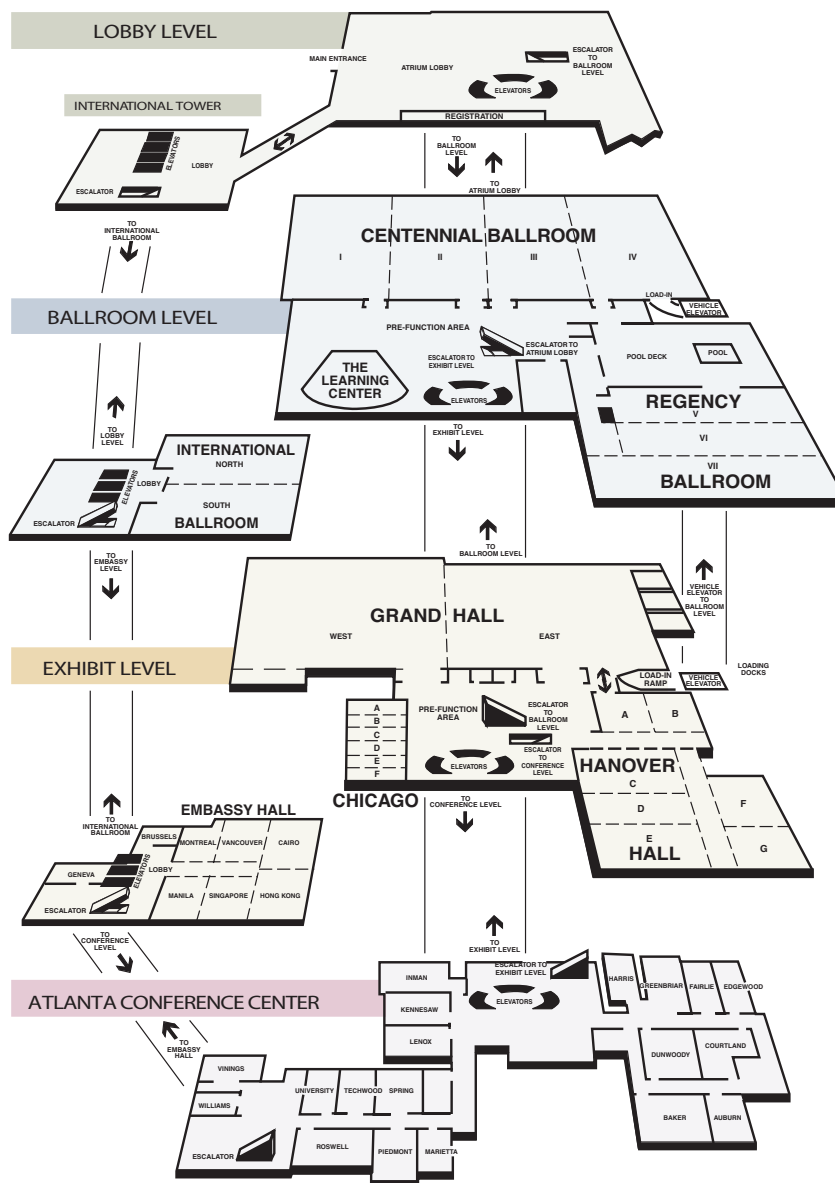 LOBBY LEVEL
MAIN ENTRANCE
ATRIUM LOBBY
ESCALATOR
TO
BALLROOM
LEVEL
ELEVATORS
REGISTRATION
INTERNATIONAL TOWER
ELEVATORS
LOBBY
ESCALATOR
TO
BALLROOM
LEVEL
TO
ATRIUM LOBBY
TO
INTERNATIONAL
BALLROOM
CENTENNIAL BALLROOM
I
II
III
IV
LOAD-IN
VEHICLE
ELEVATOR
BALLROOM LEVEL
PRE-FUNCTION AREA
ESCALATOR TO
ATRIUM LOBBY
ESCALATOR TO
EXHIBIT LEVEL
THE
LEARNING
CENTER
ELEVATORS
POOL DECK
POOL
REGENCY
V
VI
VII
BALLROOM
TO
LOBBY
LEVEL
TO
EXHIBIT LEVEL
INTERNATIONAL
NORTH
LOBBY
ELEVATORS
SOUTH
BALLROOM
ESCALATOR
TO
EMBASSY
LEVEL
TO
BALLROOM LEVEL
VEHICLE
ELEVATOR
TO
BALLROOM
LEVEL
GRAND HALL
WEST
EAST
EXHIBIT LEVEL
LOADING
DOCKS
LOAD-IN
RAMP
VEHICLE
ELEVATOR
A
B
C
D
E
F
PRE-FUNCTION
AREA
ESCALATOR
TO
BALLROOM
LEVEL
ESCALATOR
TO
CONFERENCE
LEVEL
ELEVATORS
CHICAGO
A
B
HANOVER
C
D
E
F
G
HALL
TO
CONFERENCE LEVEL
TO
INTERNATIONAL
BALLROOM
EMBASSY HALL
BRUSSELS
MONTREAL
VANCOUVER
CAIRO
GENEVA
ELEVATORS
LOBBY
MANILA
SINGAPORE
HONG KONG
ESCALATOR
TO
CONFERENCE
LEVEL
TO
EXHIBIT LEVEL
ATLANTA CONFERENCE CENTER
INMAN
KENNESAW
LENOX
ESCALATOR TO
EXHIBIT LEVEL
ELEVATORS
HARRIS
GREENBRIAR
FAIRLIE
EDGEWOOD
DUNWOODY
COURTLAND
BAKER
AUBURN
TO
EMBASSY
HALL
VININGS
WILLIAMS
UNIVERSITY
TECHWOOD
SPRING
ESCALATOR
ROSWELL
PIEDMONT
MARIETTA